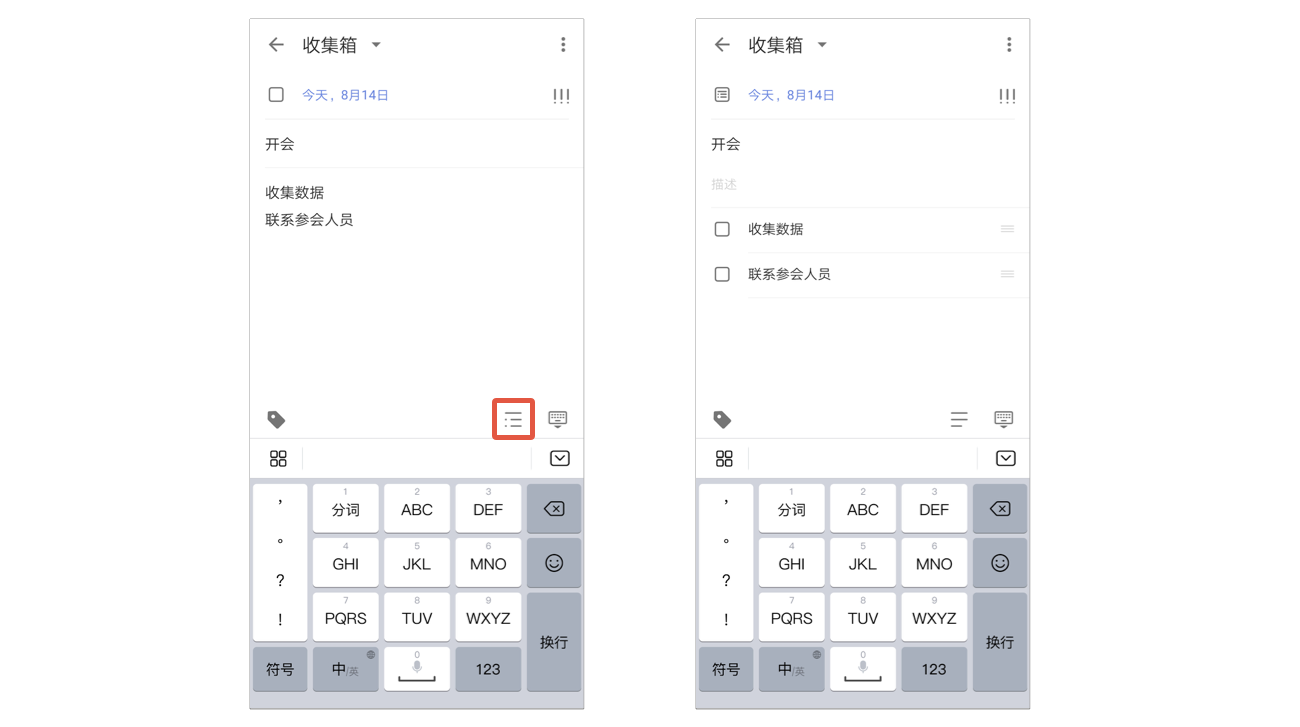 收集箱
今天，8月14日
开会
收集数据
联系参会人员
，
1
分词
2
ABC
3
DEF
。
4
GHI
5
JKL
6
MNO
?
7
PQRS
8
TUV
9
WXYZ
!
换行
符号
中/英
0
123
收集箱
今天，8月14日
开会
描述
收集数据
联系参会人员
，
1
分词
2
ABC
3
DEF
。
4
GHI
5
JKL
6
MNO
?
7
PQRS
8
TUV
9
WXYZ
!
换行
符号
中/英
0
123